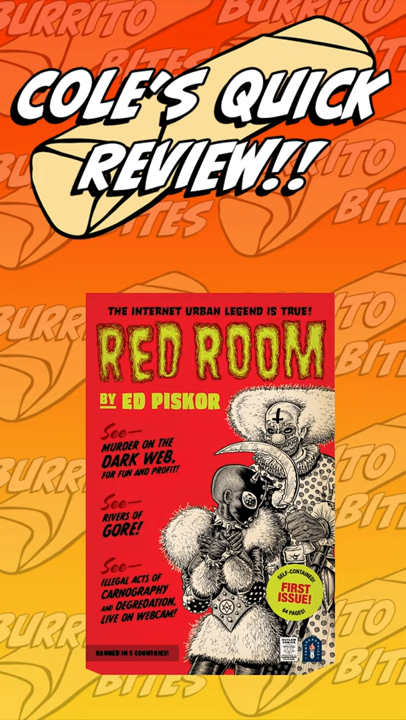 BURRITO
BITES
COLE'S QUICK
REVIEW!!
THE INTERNET URBAN LEGEND IS TRUE!
RED ROOM
BY ED PISKOR
See—
MURDER ON THE
DARK WEB,
FOR FUN AND PROFIT!
See—
RIVERS OF
GORE!
See—
ILLEGAL ACTS OF
CARNOGRAPHY
AND DEGREDATION,
LIVE ON WEBCAM!
SELF-CONTAINED!
FIRST
ISSUE!
64 PAGES!
BANNED IN 5 COUNTRIES!
BURRITO
BITES